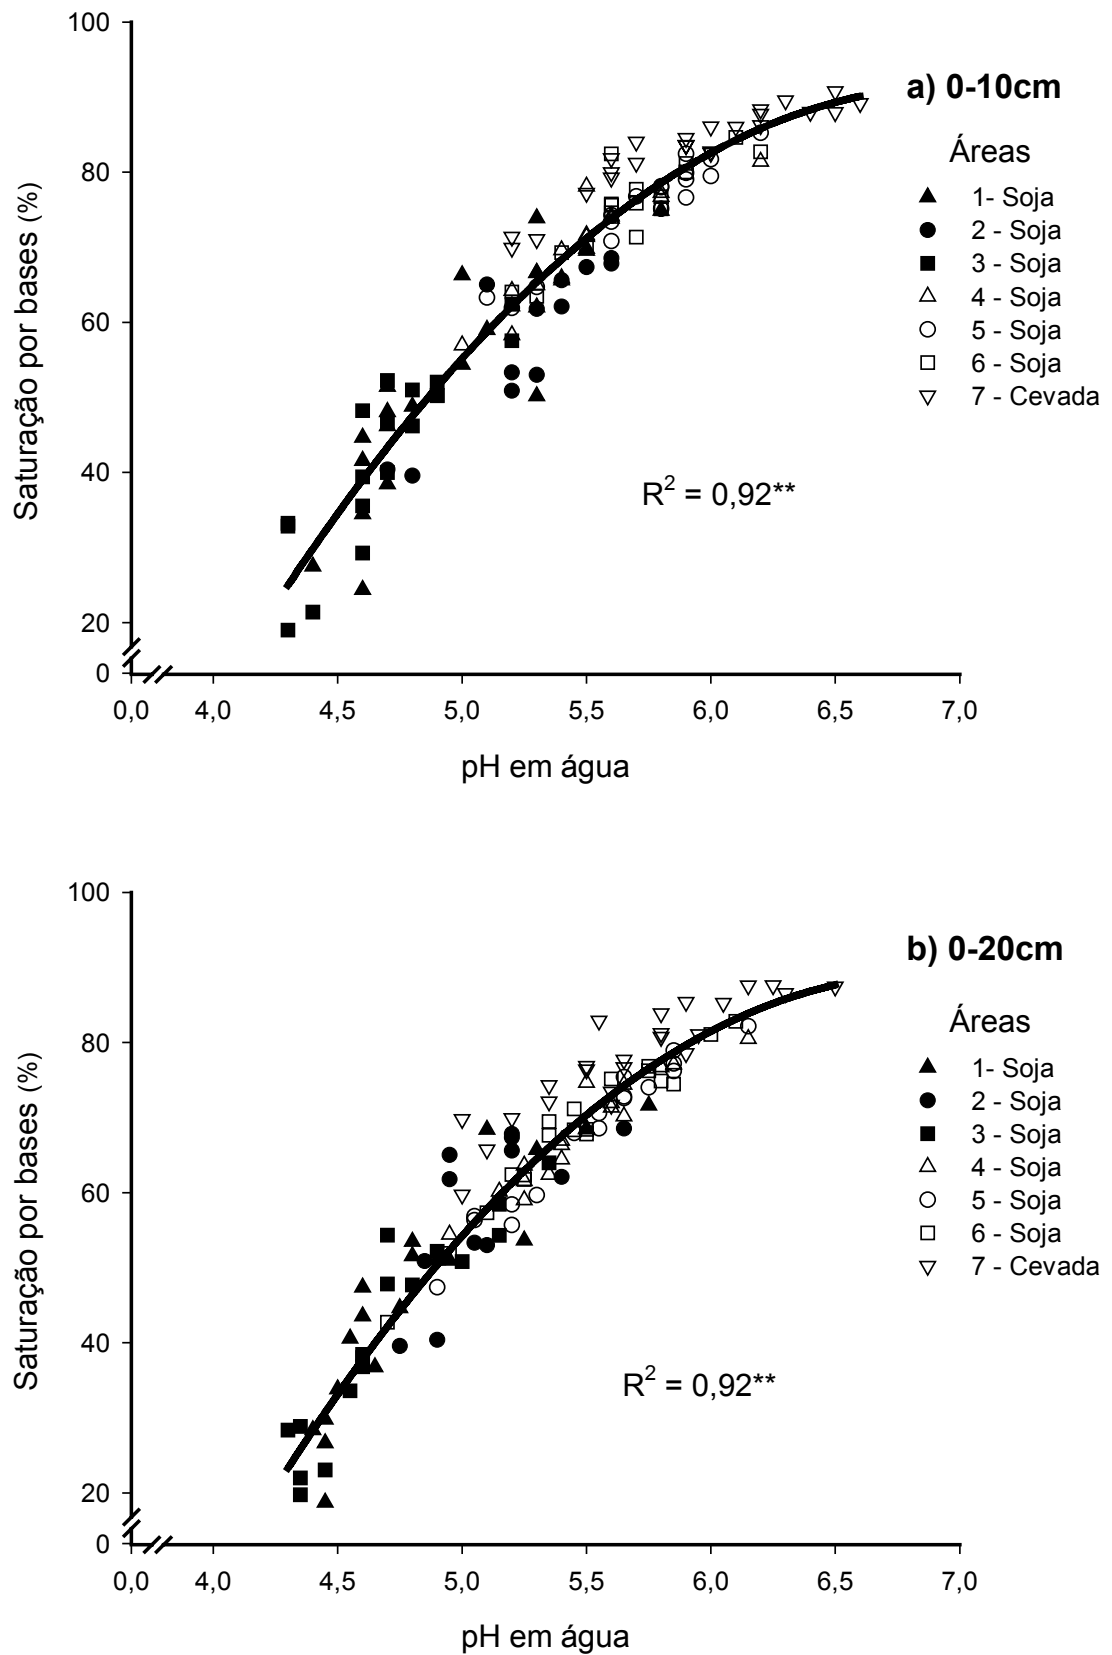 100
80
60
40
20
0
Saturação por bases (%)
a) 0-10cm
Áreas
1- Soja
2 - Soja
3 - Soja
4 - Soja
5 - Soja
6 - Soja
7 - Cevada
R² = 0,92**
0,0 4,0 4,5 5,0 5,5 6,0 6,5 7,0
pH em água
100
80
60
40
20
0
Saturação por bases (%)
b) 0-20cm
Áreas
1- Soja
2 - Soja
3 - Soja
4 - Soja
5 - Soja
6 - Soja
7 - Cevada
R² = 0,92**
0,0 4,0 4,5 5,0 5,5 6,0 6,5 7,0
pH em água